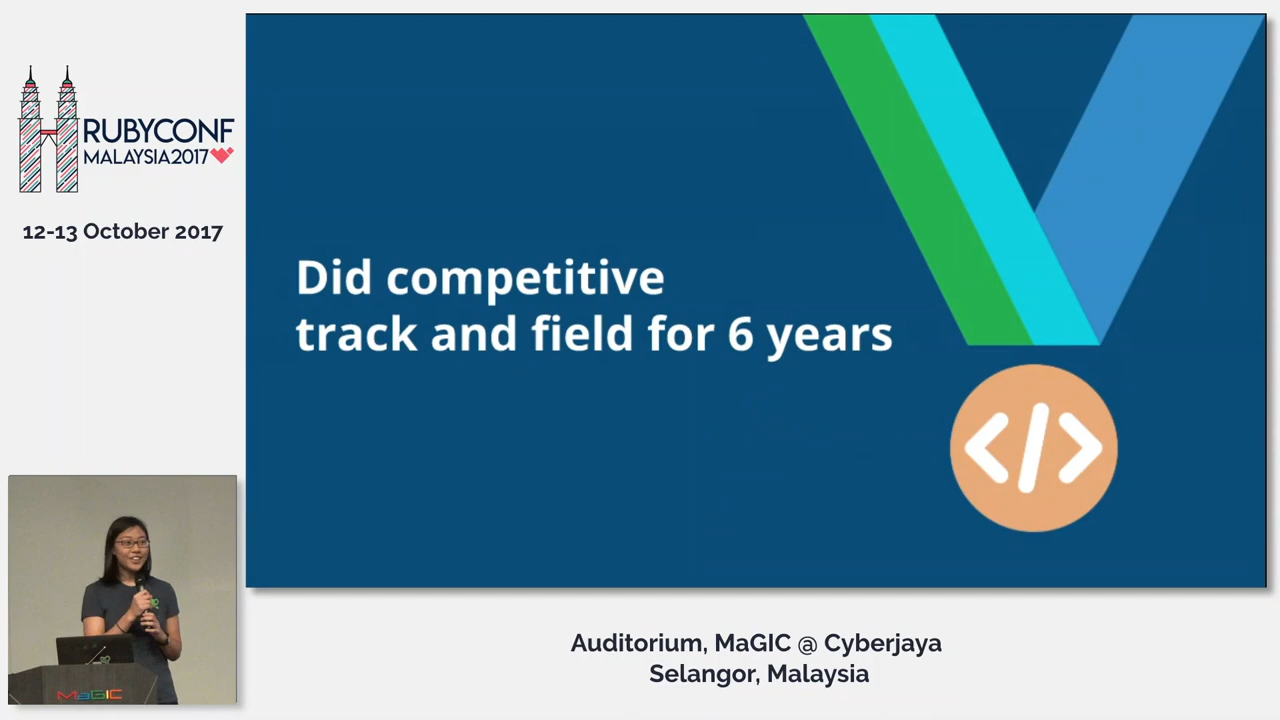 RUBYCONF
MALAYSIA2017
12-13 October 2017
Did competitive
track and field for 6 years
</>
MaGIC
Auditorium, MaGIC @ Cyberjaya
Selangor, Malaysia